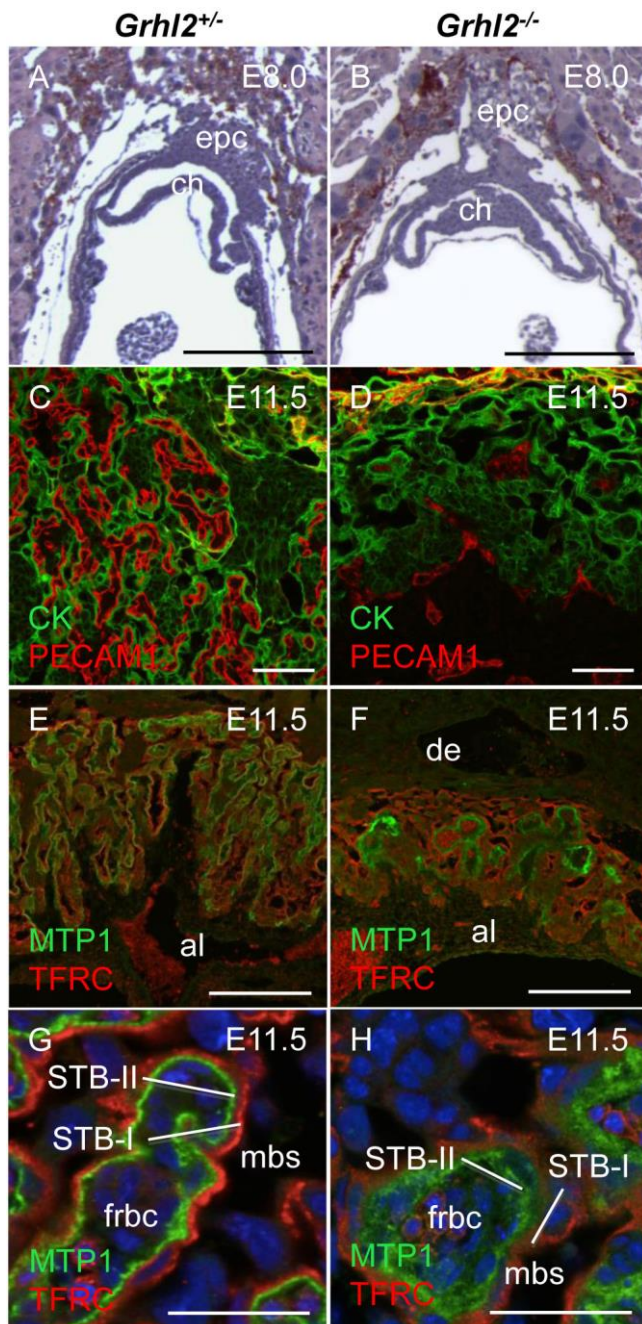 Grhl2+/- Grhl2-/-
A E8.0
epc
ch
B E8.0
epc
ch
C E11.5
CK
PECAM1
D E11.5
CK
PECAM1
E E11.5
al
MTP1
TFRC
F E11.5
de
al
MTP1
TFRC
G E11.5
STB-II
STB-I
mbs
frbc
MTP1
TFRC
H E11.5
STB-II
STB-I
frbc
mbs
MTP1
TFRC